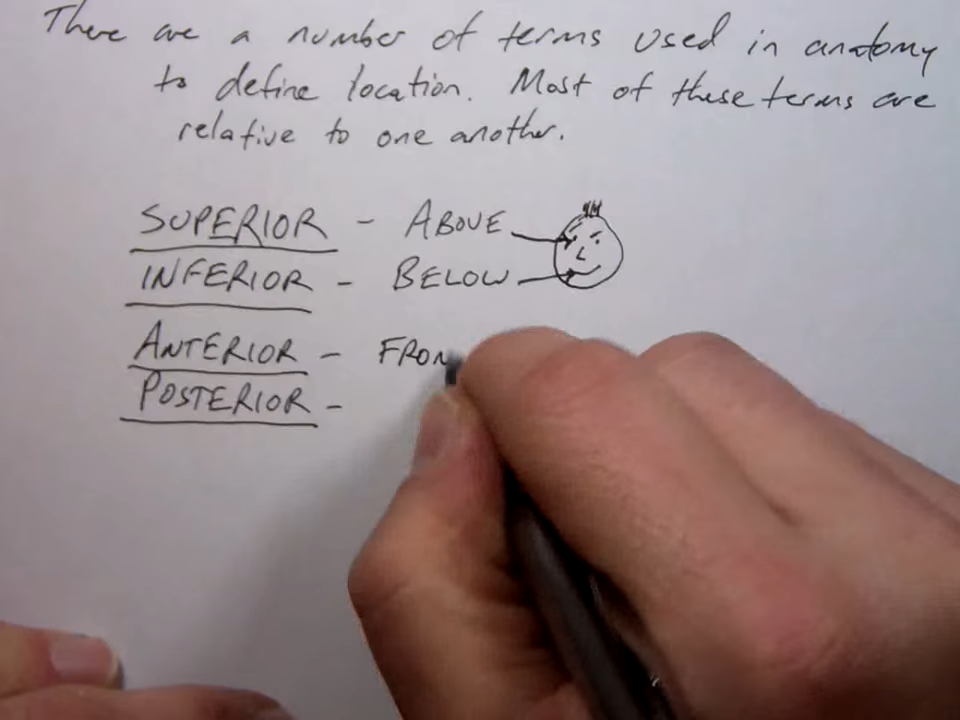 There are a number of terms used in anatomy
to define location. Most of these terms are
relative to one another.
SUPERIOR - ABOVE
INFERIOR - BELOW
ANTERIOR - FRON
POSTERIOR -